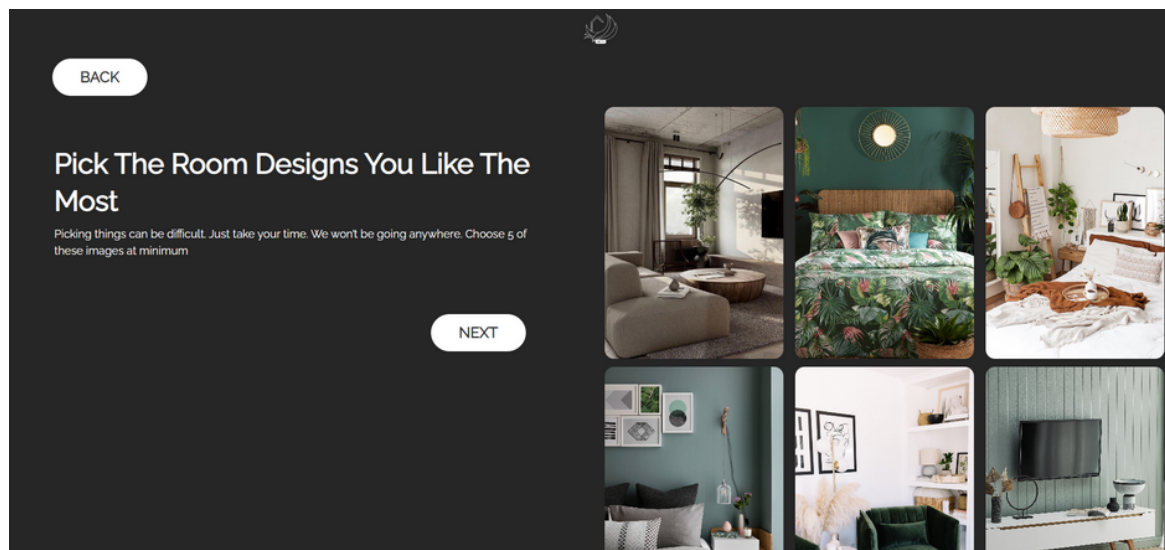 BACK
Pick The Room Designs You Like The
Most
Picking things can be difficult. Just take your time. We won't be going anywhere. Choose 5 of
these images at minimum
NEXT